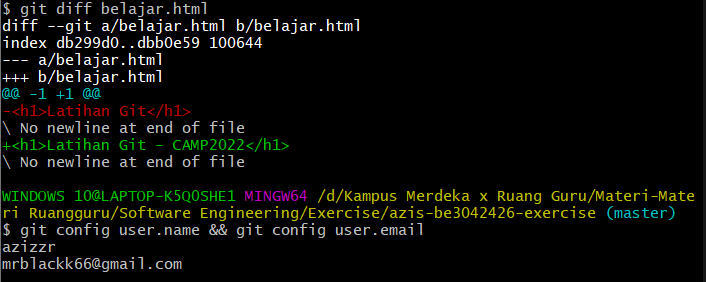 $ git diff belajar.html
diff --git a/belajar.html b/belajar.html
index db299d0..dbb0e59 100644
--- a/belajar.html
+++ b/belajar.html
@@ -1 +1 @@
-<h1>Latihan Git</h1>
\ No newline at end of file
+<h1>Latihan Git - CAMP2022</h1>
\ No newline at end of file
WINDOWS 10@LAPTOP-K5Q0SHE1 MINGW64 /d/Kampus Merdeka x Ruang Guru/Materi-Mate
ri Ruangguru/Software Engineering/Exercise/azis-be3042426-exercise (master)
$ git config user.name && git config user.email
azizzr
mrblackk66@gmail.com